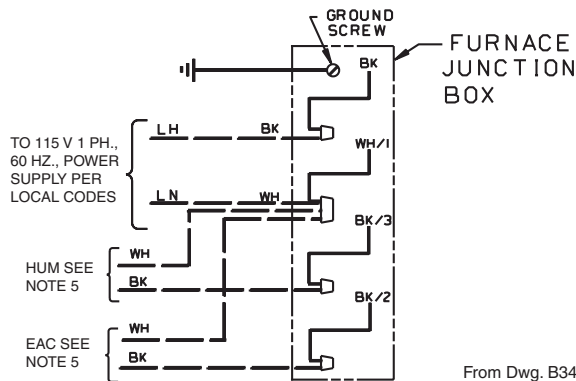 GROUND
SCREW
FURNACE
JUNCTION
BOX
BK
TO 115 V 1 PH.,
60 HZ., POWER
SUPPLY PER
LOCAL CODES
LH
BK
WH/1
LN
WH
BK/3
HUM SEE
NOTE 5
WH
BK
BK/2
EAC SEE
NOTE 5
WH
BK
From Dwg. B34